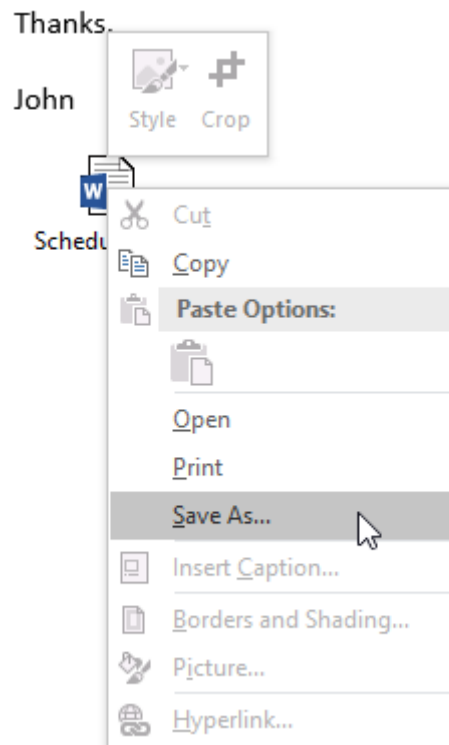 Thanks.
John
Style Crop
W
Schedu
Cut
Copy
Paste Options:
Open
Print
Save As...
Insert Caption...
Borders and Shading...
Picture...
Hyperlink...